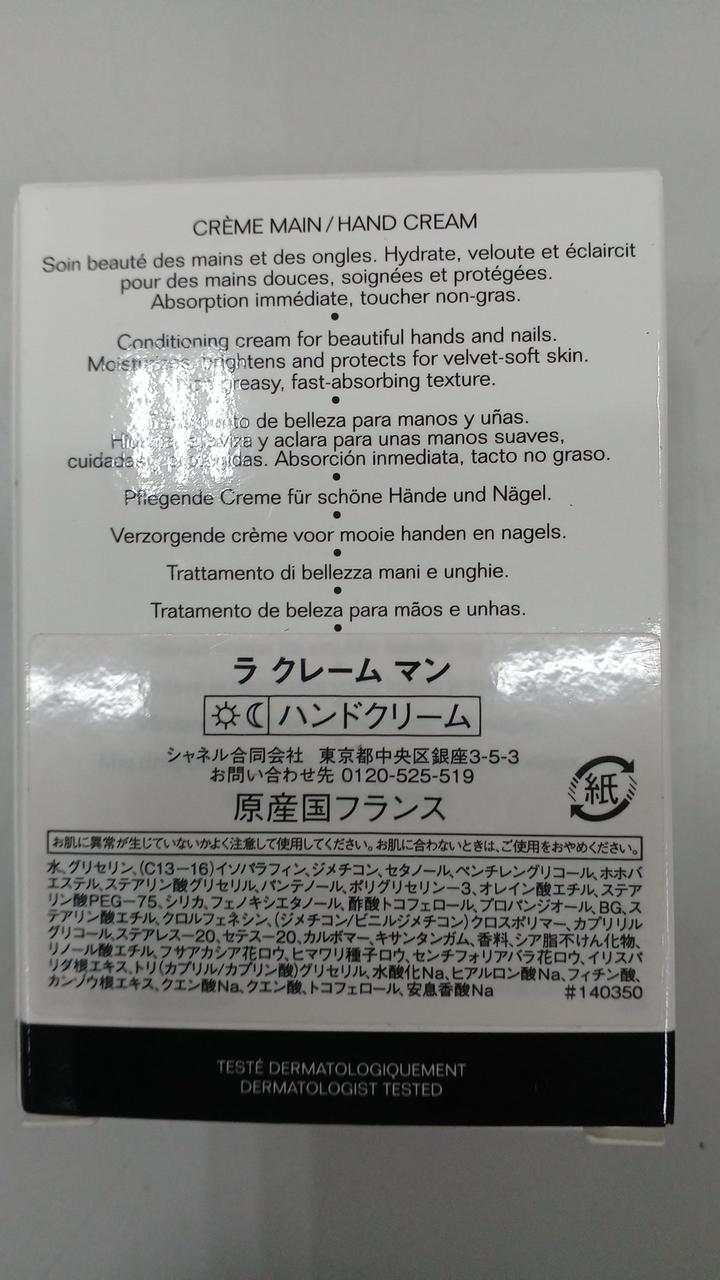 CRÈME MAIN / HAND CREAM
Soin beauté des mains et des ongles. Hydrate, veloute et éclaircit
pour des mains douces, soignées et protégées.
Absorption immédiate, toucher non-gras.
•
Conditioning cream for beautiful hands and nails.
Moisturizes, brightens and protects for velvet-soft skin.
greasy, fast-absorbing texture.
•
de belleza para manos y uñas.
y aclara para unas manos suaves,
cuidadas Absorción inmediata, tacto no graso.
•
Pflegende Creme für schöne Hände und Nägel.
•
Verzorgende crème voor mooie handen en nagels.
•
Trattamento di bellezza mani e unghie.
•
Tratamento de beleza para mãos e unhas.
•
ラ クレーム マン
ハンドクリーム
シャネル合同会社 東京都中央区銀座3-5-3
お問い合わせ先 0120-525-519
原産国フランス
紙
お肌に異常が生じていないかよく注意して使用してください。お肌に合わないときは、ご使用をおやめください。
水、グリセリン、(C13-16)イソパラフィン、ジメチコン、セタノール、ペンチレングリコール、ホホバ
エステル、ステアリン酸グリセリル、パンテノール、ポリグリセリン-3、オレイン酸エチル、ステア
リン酸PEG-75、シリカ、フェノキシエタノール、酢酸トコフェロール、プロパンジオール、BG、ス
テアリン酸エチル、クロルフェネシン、(ジメチコン/ビニルジメチコン)クロスポリマー、カプリリル
グリコール、ステアレス-20、セテス-20、カルボマー、キサンタンガム、香料、シア脂不けん化物、
リノール酸エチル、フサアカシア花ロウ、ヒマワリ種子ロウ、センチフォリアバラ花ロウ、イリスパ
リダ根エキス、トリ(カプリル/カプリン酸)グリセリル、水酸化Na、ヒアルロン酸Na、フィチン酸、
カンゾウ根エキス、クエン酸Na、クエン酸、トコフェロール、安息香酸Na #140350
TESTÉ DERMATOLOGIQUEMENT
DERMATOLOGIST TESTED